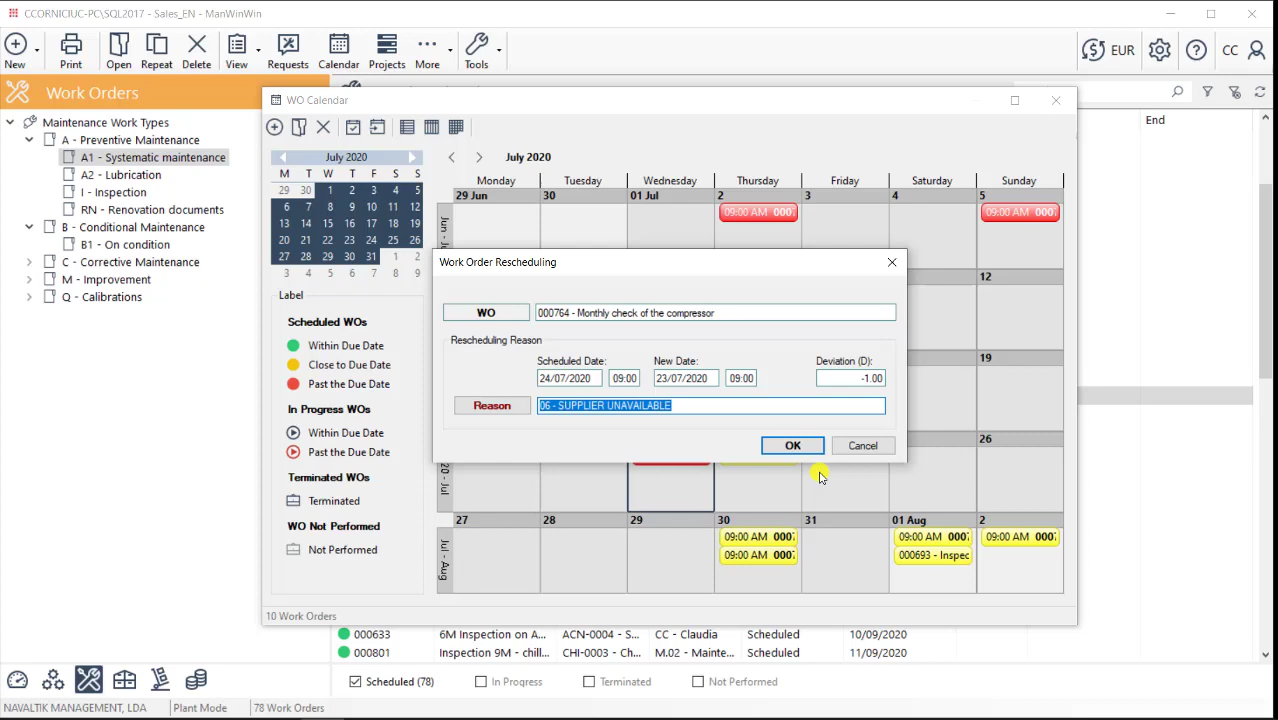 CCORNICIUC-PC\SQL2017 - Sales_EN - ManWinWin
New
Print
Open
Repeat
Delete
View
Requests
Calendar
Projects
More
Tools
EUR
CC
Work Orders
Maintenance Work Types
A - Preventive Maintenance
A1 - Systematic maintenance
A2 - Lubrication
I - Inspection
RN - Renovation documents
B - Conditional Maintenance
B1 - On condition
C - Corrective Maintenance
M - Improvement
Q - Calibrations
End
WO Calendar
July 2020
M T W T F S S
29 30 1 2 3 4 5
6 7 8 9 10 11 12
13 14 15 16 17 18 19
20 21 22 23 24 25 26
27 28 29 30 31 1 2
3 4 5 6 7 8 9
Label
Scheduled WOs
Within Due Date
Close to Due Date
Past the Due Date
In Progress WOs
Within Due Date
Past the Due Date
Terminated WOs
Terminated
WO Not Performed
Not Performed
July 2020
Monday Tuesday Wednesday Thursday Friday Saturday Sunday
29 Jun 30 01 Jul 2 3 4 5
09:00 AM 000 09:00 AM 000
12
19
26
27 28 29 30 31 01 Aug 2
Jul - Aug
09:00 AM 000 09:00 AM 000 09:00 AM 000
09:00 AM 000 000693 - Inspec
10 Work Orders
Work Order Rescheduling
WO 000764 - Monthly check of the compressor
Rescheduling Reason
Scheduled Date: New Date: Deviation (D):
24/07/2020 09:00 23/07/2020 09:00 -1.00
Reason 06 - SUPPLIER UNAVAILABLE
OK Cancel
000633 6M Inspection on A... ACN-0004 - S... CC - Claudia Scheduled 10/09/2020
000801 Inspection 9M - chill... CHI-0003 - Ch... M.02 - Mainte... Scheduled 11/09/2020
Scheduled (78) In Progress Terminated Not Performed
NAVALTIK MANAGEMENT, LDA Plant Mode 78 Work Orders